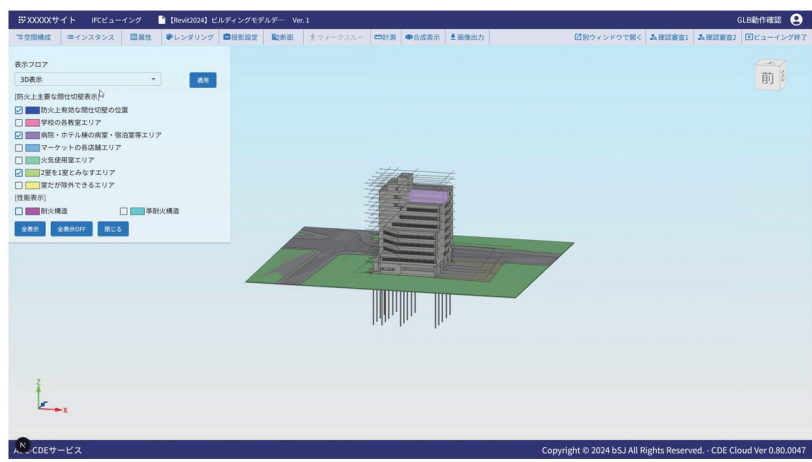 XXXXXサイト IFCビューイング 【Revit2024】ビルディングモデルデ… Ver. 1 GLB動作確認
空間構成 インスタンス 属性 レンダリング 投影設定 断面 ウォークスルー 計測 合成表示 画像出力 別ウィンドウで開く 確認審査1 確認審査2 ビューイング終了
表示フロア
3D表示 適用
[防火上主要な間仕切壁表示]
防火上有効な間仕切壁の位置
学校の各教室エリア
病院・ホテル棟の病室・宿泊室等エリア
マーケットの各店舗エリア
火気使用室エリア
2室を1室とみなすエリア
室だが除外できるエリア
[性能表示]
耐火構造 準耐火構造
全表示 全表示OFF 閉じる
前
Z
X
N
CDEサービス Copyright © 2024 bSJ All Rights Reserved. - CDE Cloud Ver 0.80.0047